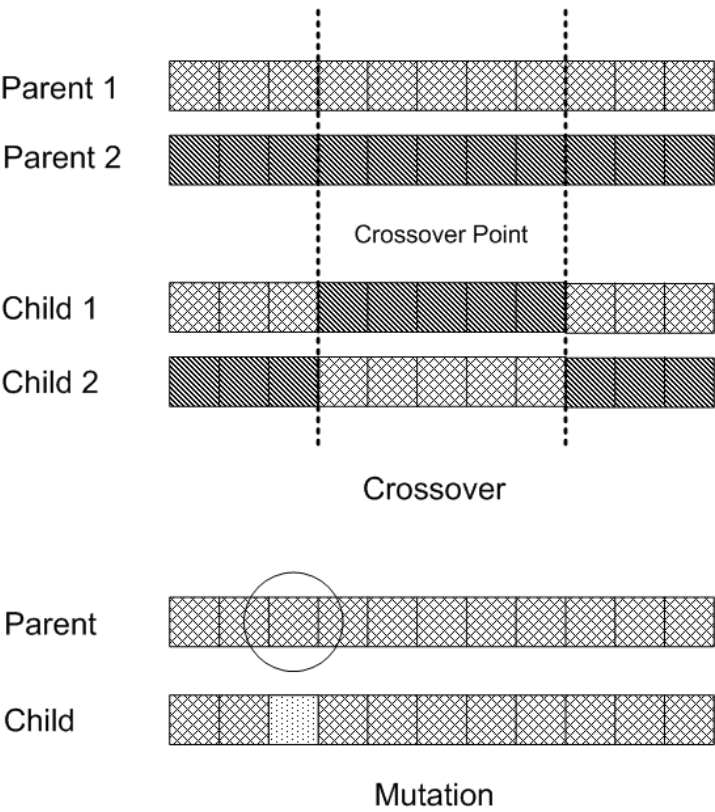 Parent 1
Parent 2
Crossover Point
Child 1
Child 2
Crossover
Parent
Child
Mutation